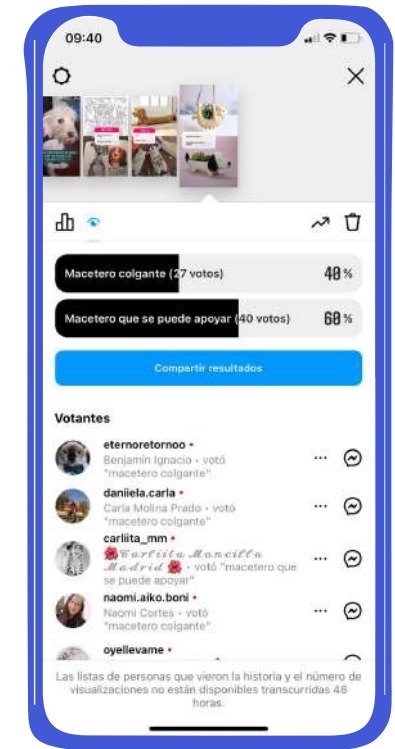 09:40
Macetero colgante (27 votos) 40%
Macetero que se puede apoyar (40 votos) 60%
Compartir resultados
Votantes
eternoretornoo •
Benjamín Ignacio • votó
"macetero colgante"
daniiela.carla •
Carla Molina Prado • votó
"macetero colgante"
carliita_mm •
🌺𝓒𝓪𝓻𝓵𝓲𝓲𝓽𝓪 𝓜𝓪𝓷𝓬𝓲𝓵𝓵𝓪
𝓜𝓪𝓭𝓻𝓲𝓭 🌺 • votó "macetero que
se puede apoyar"
naomi.aiko.boni •
Naomi Cortes • votó
"macetero colgante"
oyellevame •
Las listas de personas que vieron la historia y el número de
visualizaciones no están disponibles transcurridas 48
horas.